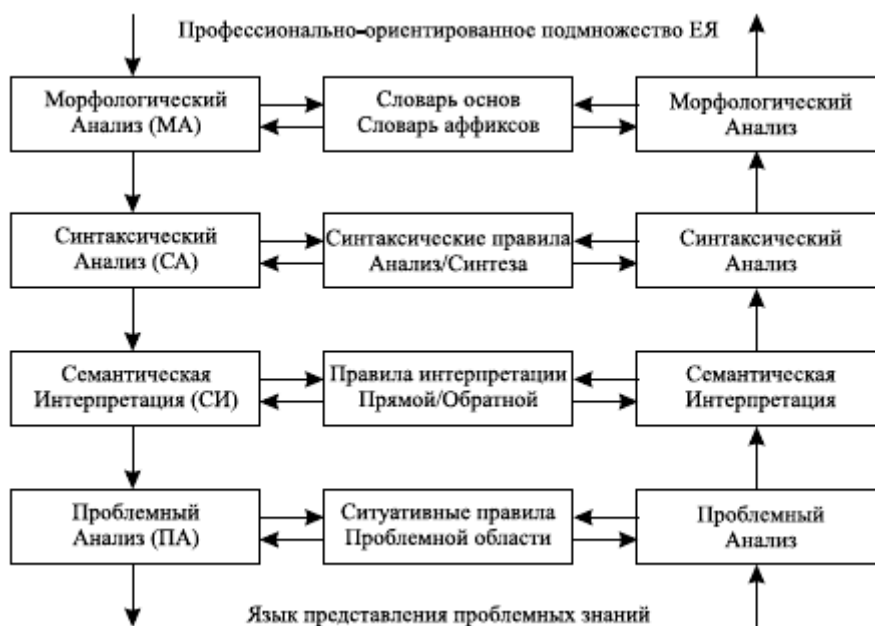 Профессионально-ориентированное подмножество ЕЯ
Морфологический
Анализ (МА)
Словарь основ
Словарь аффиксов
Морфологический
Анализ
Синтаксический
Анализ (СА)
Синтаксические правила
Анализ/Синтеза
Синтаксический
Анализ
Семантическая
Интерпретация (СИ)
Правила интерпретации
Прямой/Обратной
Семантическая
Интерпретация
Проблемный
Анализ (ПА)
Ситуативные правила
Проблемной области
Проблемный
Анализ
Язык представления проблемных знаний